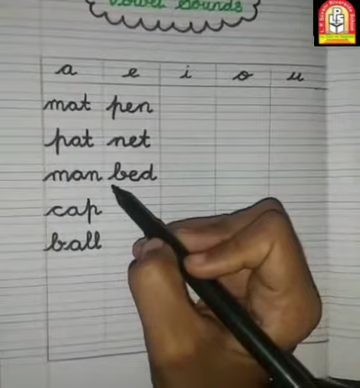 Vowel Sounds
a e i o u
mat pen
pat net
man bed
cap
ball